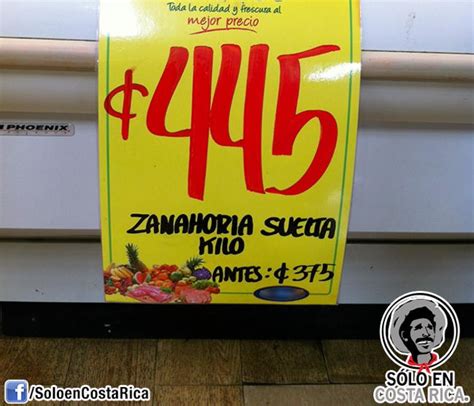 Toda la calidad y frescura al
mejor precio
₡445
ZANAHORIA SUELTA
KILO
ANTES: ₡375
PHOENIX
f/SoloenCostaRica
SÓLO EN
COSTA RICA.